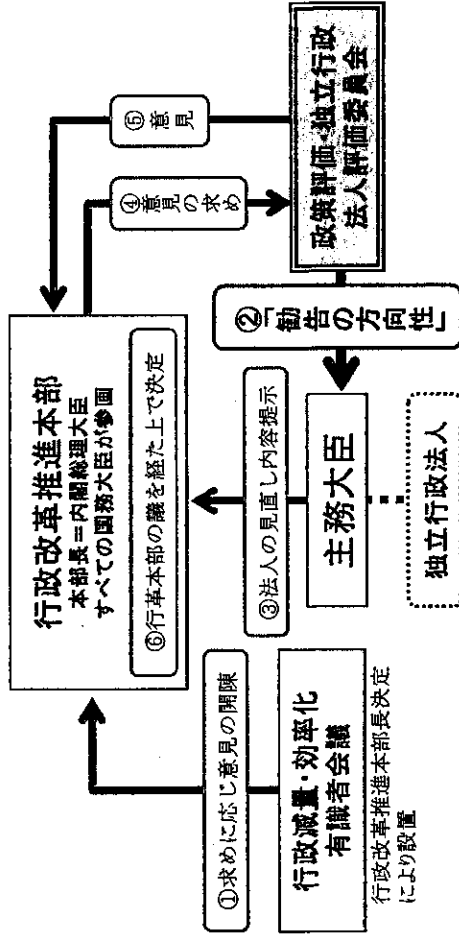 行政改革推進本部
本部長=内閣総理大臣
すべての国務大臣が参画
⑥行革本部の議を経た上で決定
①求めに応じ意見の開陳
行政減量・効率化
有識者会議
行政改革推進本部長決定
により設置
③法人の見直し内容提示
主務大臣
独立行政法人
②「勧告の方向性」
④意見の求め
⑤意見
政策評価・独立行政
法人評価委員会